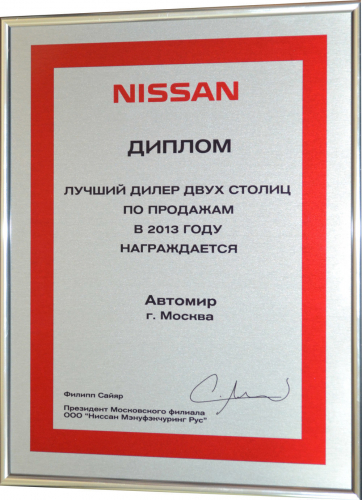 NISSAN
ДИПЛОМ
ЛУЧШИЙ ДИЛЕР ДВУХ СТОЛИЦ
ПО ПРОДАЖАМ
В 2013 ГОДУ
НАГРАЖДАЕТСЯ
Автомир
г. Москва
Филипп Сайяр
Президент Московского филиала
ООО "Ниссан Мэнуфэкчуринг Рус"